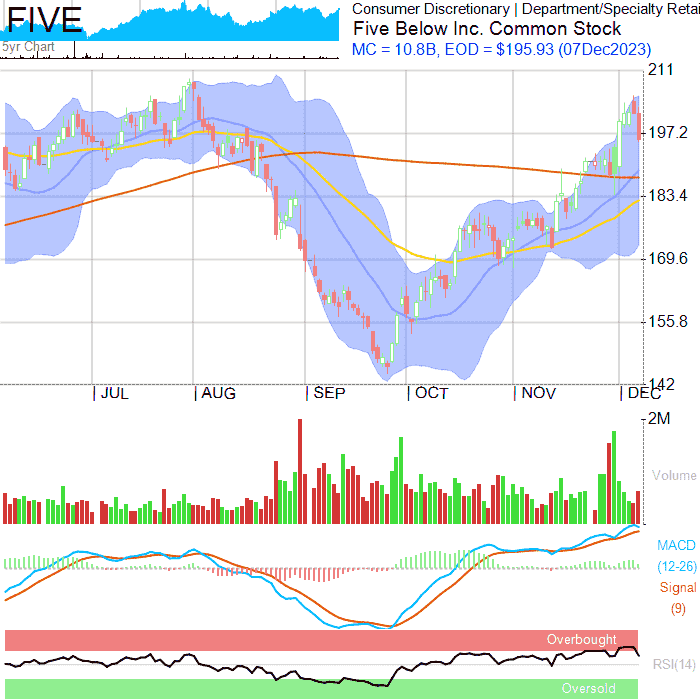 FIVE
5yr Chart
Consumer Discretionary | Department/Specialty Retai
Five Below Inc. Common Stock
MC = 10.8B, EOD = $195.93 (07Dec2023)
211
197.2
183.4
169.6
155.8
142
JUL AUG SEP OCT NOV DEC
2M
Volume
MACD
(12-26)
Signal
(9)
Overbought
RSI(14)
Oversold